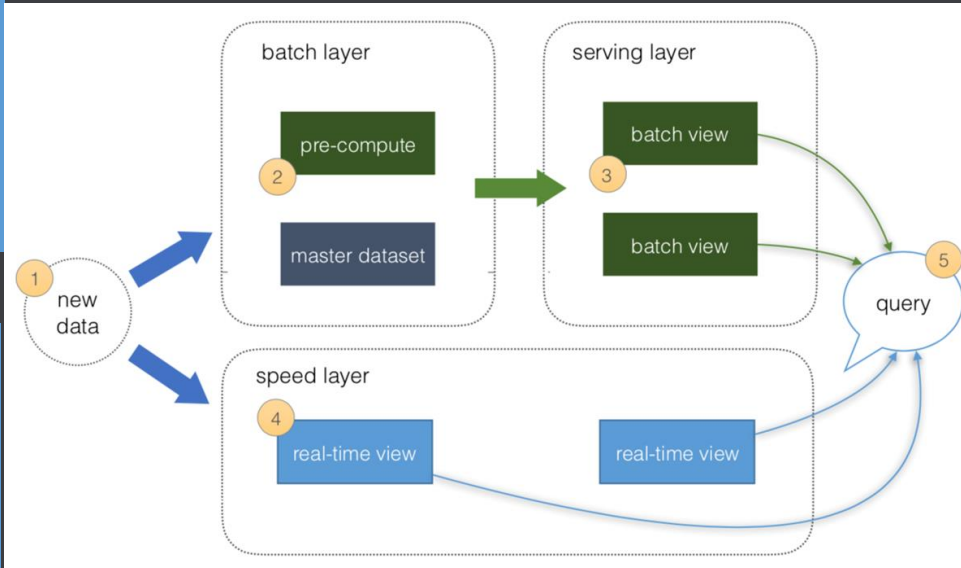 batch layer
serving layer
pre-compute
batch view
2
3
master dataset
batch view
1
new
data
5
query
speed layer
4
real-time view
real-time view